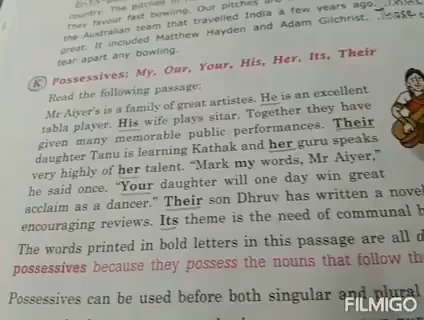 country. The pitches in
They favour fast bowling. Our pitches are
the Australian team that travelled India a few years ago.
great. It included Matthew Hayden and Adam Gilchrist.
tear apart any bowling.
K Possessives: My, Our, Your, His, Her, Its, Their
Read the following passage:
Mr Aiyer's is a family of great artistes. He is an excellent
tabla player. His wife plays sitar. Together they have
given many memorable public performances. Their
daughter Tanu is learning Kathak and her guru speaks
very highly of her talent. “Mark my words, Mr Aiyer,”
he said once. “Your daughter will one day win great
acclaim as a dancer.” Their son Dhruv has written a novel
encouraging reviews. Its theme is the need of communal h
The words printed in bold letters in this passage are all d
possessives because they possess the nouns that follow th
Possessives can be used before both singular and plural
FILMIGO